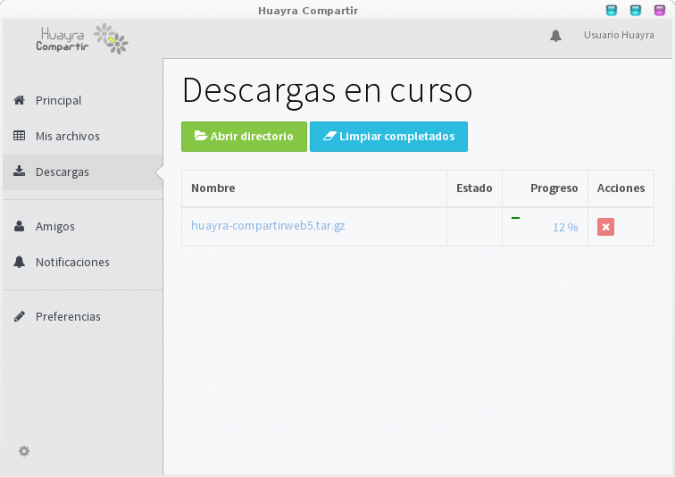 Huayra Compartir
Huayra
Compartir
Usuario Huayra
Principal
Mis archivos
Descargas
Amigos
Notificaciones
Preferencias
Descargas en curso
Abrir directorio Limpiar completados
Nombre Estado Progreso Acciones
huayra-compartirweb5.tar.gz 12 %